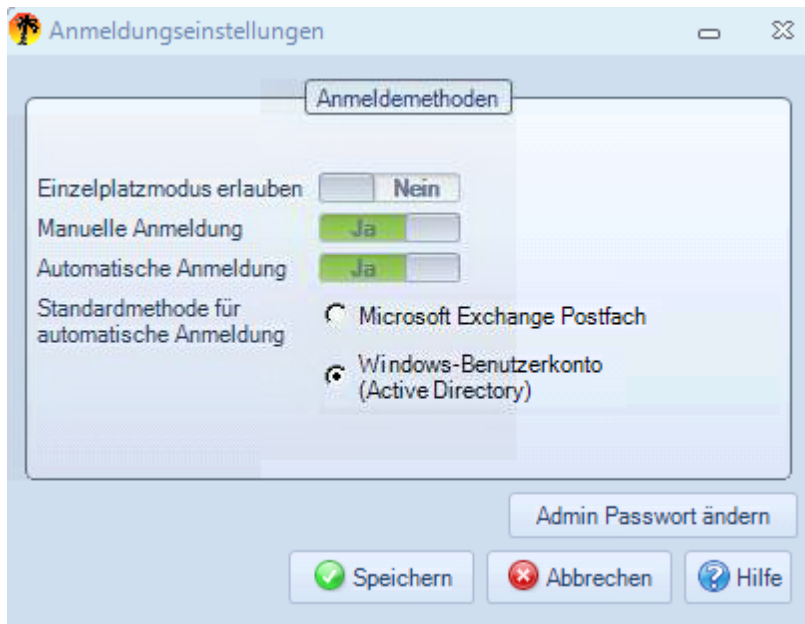 Anmeldungseinstellungen
Anmeldemethoden
Einzelplatzmodus erlauben Nein
Manuelle Anmeldung Ja
Automatische Anmeldung Ja
Standardmethode für
automatische Anmeldung
Microsoft Exchange Postfach
Windows-Benutzerkonto
(Active Directory)
Admin Passwort ändern
Speichern Abbrechen Hilfe